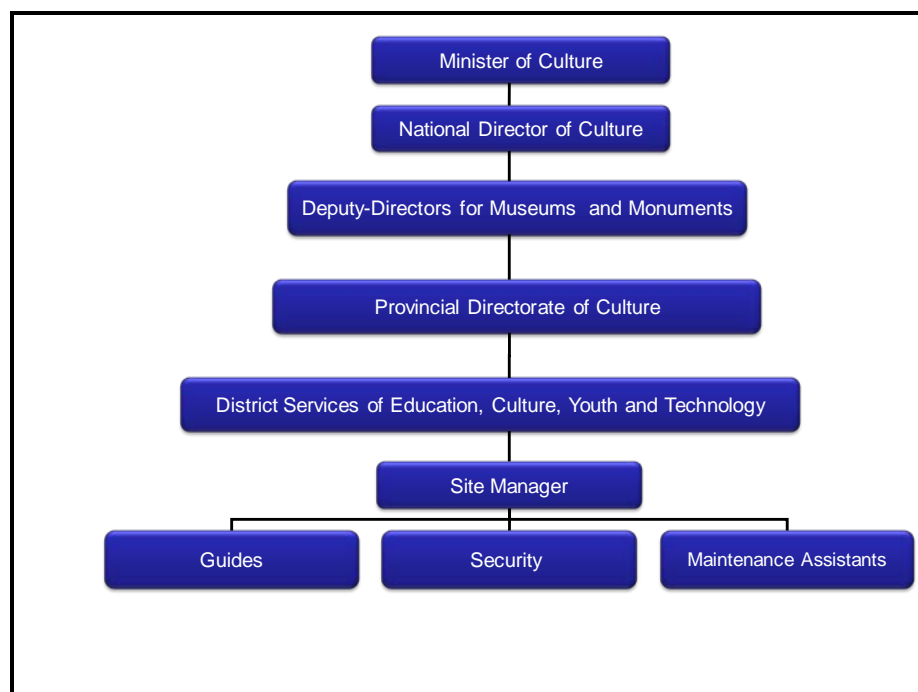 Minister of Culture
National Director of Culture
Deputy-Directors for Museums and Monuments
Provincial Directorate of Culture
District Services of Education, Culture, Youth and Technology
Site Manager
Guides
Security
Maintenance Assistants